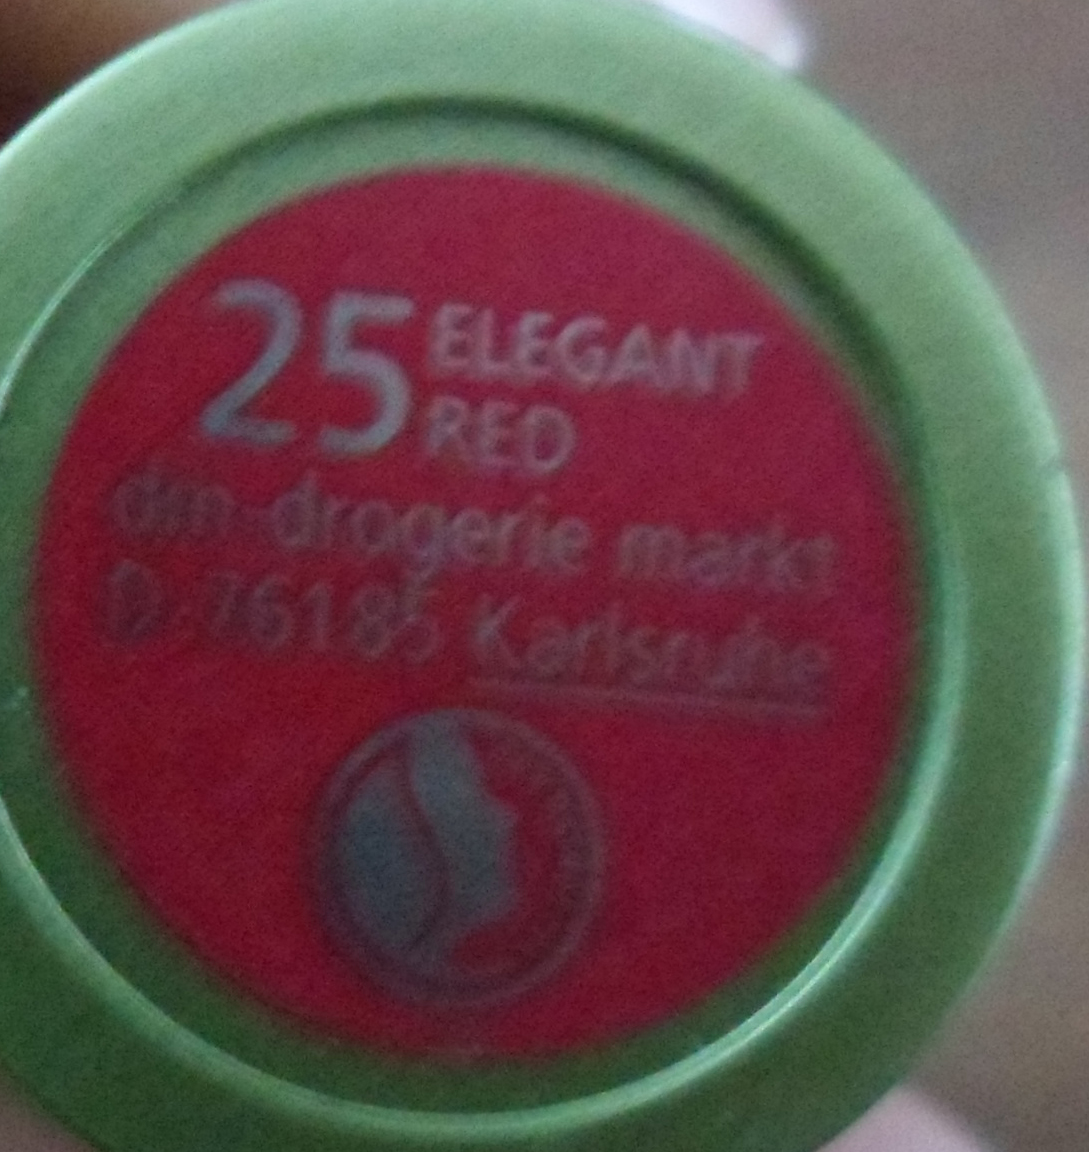 25 ELEGANT
RED
dm-drogerie markt
D-76185 Karlsruhe